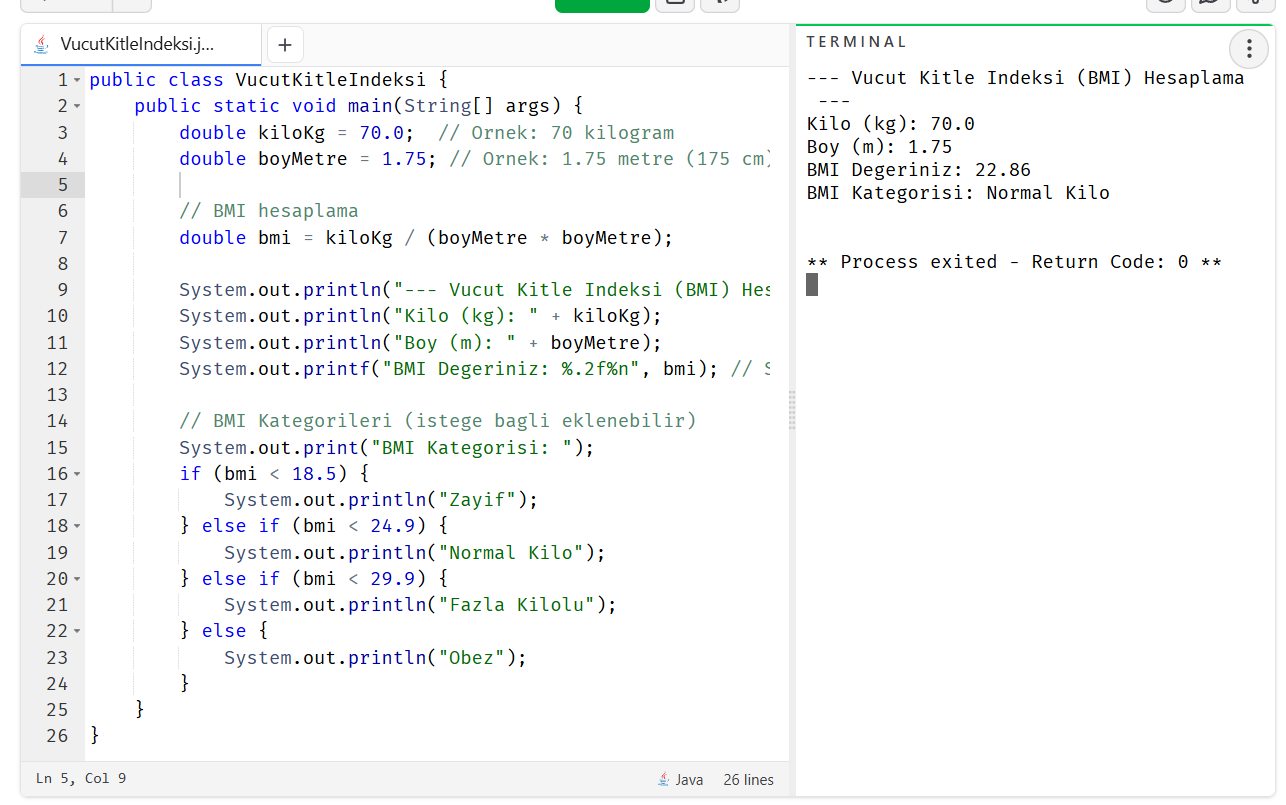 VucutKitleIndeksi.j...
+
1 public class VucutKitleIndeksi {
2 public static void main(String[] args) {
3 double kiloKg = 70.0; // Ornek: 70 kilogram
4 double boyMetre = 1.75; // Ornek: 1.75 metre (175 cm)
5
6 // BMI hesaplama
7 double bmi = kiloKg / (boyMetre * boyMetre);
8
9 System.out.println("--- Vucut Kitle Indeksi (BMI) Hes
10 System.out.println("Kilo (kg): " + kiloKg);
11 System.out.println("Boy (m): " + boyMetre);
12 System.out.printf("BMI Degeriniz: %.2f%n", bmi); // S
13
14 // BMI Kategorileri (istege bagli eklenebilir)
15 System.out.print("BMI Kategorisi: ");
16 if (bmi < 18.5) {
17 System.out.println("Zayif");
18 } else if (bmi < 24.9) {
19 System.out.println("Normal Kilo");
20 } else if (bmi < 29.9) {
21 System.out.println("Fazla Kilolu");
22 } else {
23 System.out.println("Obez");
24 }
25 }
26 }
Ln 5, Col 9
Java
26 lines
TERMINAL
--- Vucut Kitle Indeksi (BMI) Hesaplama
---
Kilo (kg): 70.0
Boy (m): 1.75
BMI Degeriniz: 22.86
BMI Kategorisi: Normal Kilo
** Process exited - Return Code: 0 **